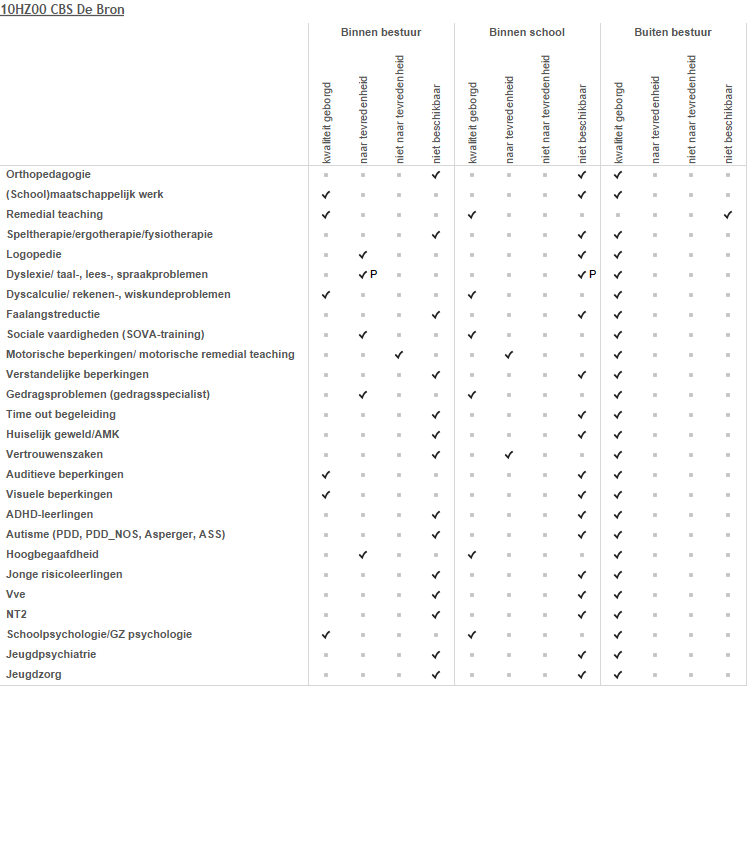 10HZ00 CBS De Bron
Binnen bestuur Binnen school Buiten bestuur
kwaliteit geborgd naar tevredenheid niet naar tevredenheid niet beschikbaar kwaliteit geborgd naar tevredenheid niet naar tevredenheid niet beschikbaar kwaliteit geborgd naar tevredenheid niet naar tevredenheid niet beschikbaar
Orthopedagogie
(School)maatschappelijk werk
Remedial teaching
Speltherapie/ergotherapie/fysiotherapie
Logopedie
Dyslexie/ taal-, lees-, spraakproblemen P P
Dyscalculie/ rekenen-, wiskundeproblemen
Faalangstreductie
Sociale vaardigheden (SOVA-training)
Motorische beperkingen/ motorische remedial teaching
Verstandelijke beperkingen
Gedragsproblemen (gedragsspecialist)
Time out begeleiding
Huiselijk geweld/AMK
Vertrouwenszaken
Auditieve beperkingen
Visuele beperkingen
ADHD-leerlingen
Autisme (PDD, PDD_NOS, Asperger, ASS)
Hoogbegaafdheid
Jonge risicoleerlingen
Vve
NT2
Schoolpsychologie/GZ psychologie
Jeugdpsychiatrie
Jeugdzorg